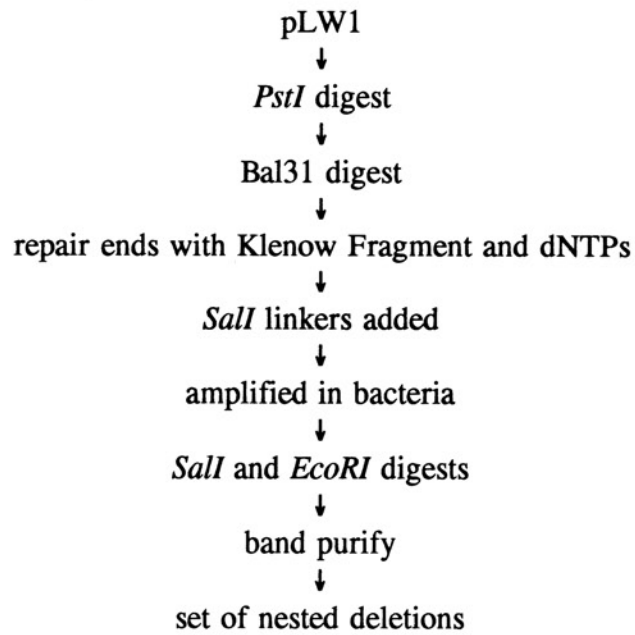 pLW1
↓
PstI digest
↓
Bal31 digest
↓
repair ends with Klenow Fragment and dNTPs
↓
SalI linkers added
↓
amplified in bacteria
↓
SalI and EcoRI digests
↓
band purify
↓
set of nested deletions